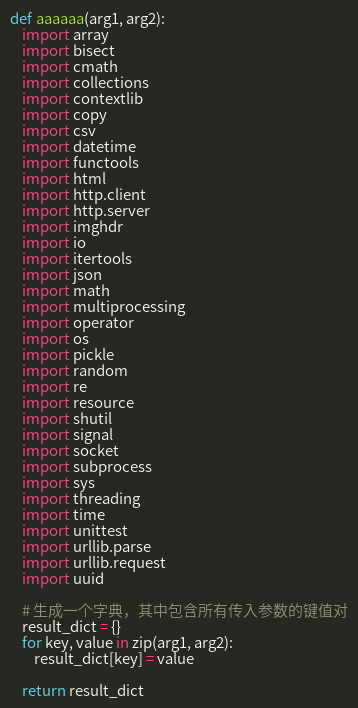 def aaaaaa(arg1, arg2):
    import array
    import bisect
    import cmath
    import collections
    import contextlib
    import copy
    import csv
    import datetime
    import functools
    import html
    import http.client
    import http.server
    import imghdr
    import io
    import itertools
    import json
    import math
    import multiprocessing
    import operator
    import os
    import pickle
    import random
    import re
    import resource
    import shutil
    import signal
    import socket
    import subprocess
    import sys
    import threading
    import time
    import unittest
    import urllib.parse
    import urllib.request
    import uuid

    # 生成一个字典，其中包含所有传入参数的键值对
    result_dict = {}
    for key, value in zip(arg1, arg2):
        result_dict[key] = value

    return result_dict